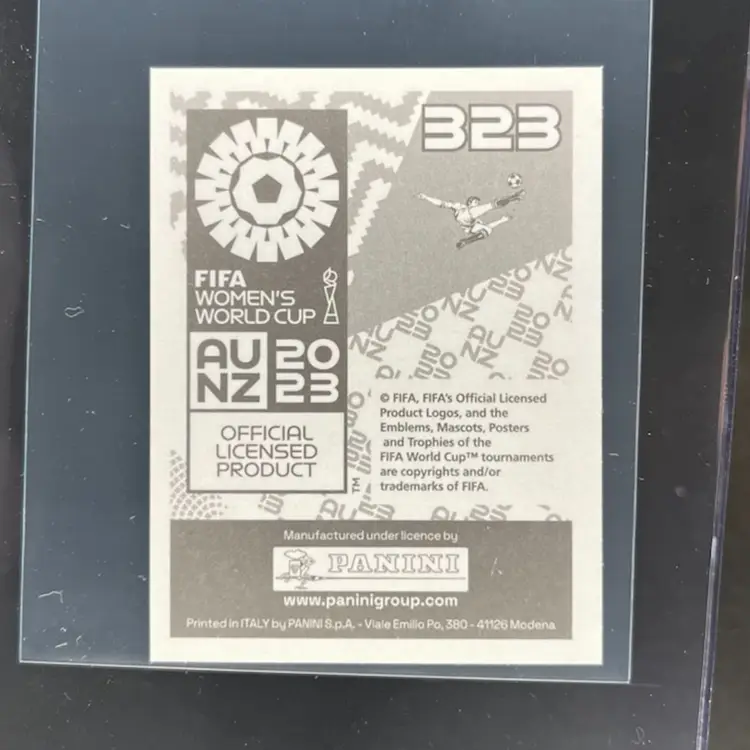 323
FIFA
WOMEN'S
WORLD CUP
AU 20
NZ 23
OFFICIAL
LICENSED
PRODUCT
TM
© FIFA, FIFA's Official Licensed
Product Logos, and the
Emblems, Mascots, Posters
and Trophies of the
FIFA World Cup™ tournaments
are copyrights and/or
trademarks of FIFA.
Manufactured under licence by
PANINI
www.paninigroup.com
Printed in ITALY by PANINI S.p.A. - Viale Emilio Po, 380 - 41126 Modena